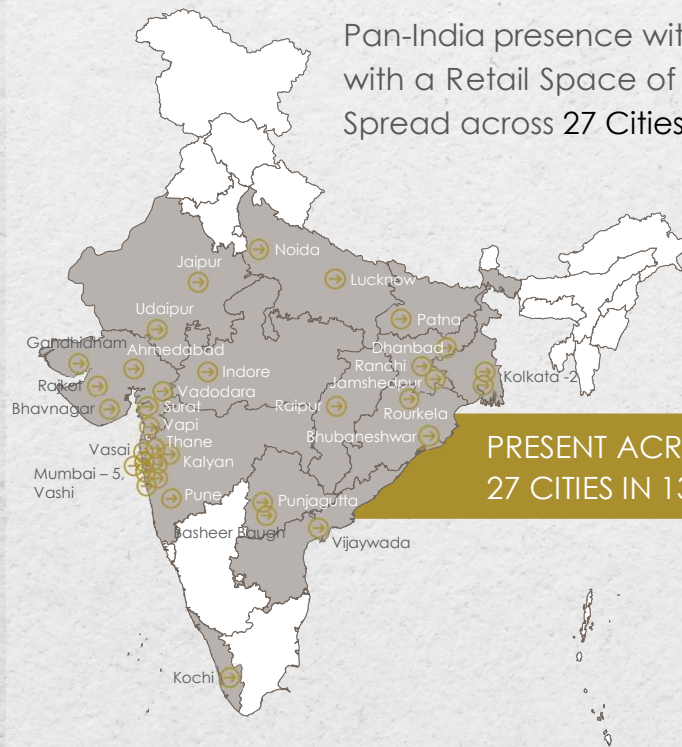 Pan-India presence wit
with a Retail Space of
Spread across 27 Cities
Noida
Jaipur
Lucknow
Udaipur
Patna
Gandhidham
Ahmedabad
Dhanbad
Ranchi
Indore
Kolkata -2
Rajkot
Jamshedpur
Vadodara
Bhavnagar
Surat
Raipur
Rourkela
Vapi
Bhubaneshwar
Thane
Vasai
Kalyan
PRESENT ACR
27 CITIES IN 13
Mumbai – 5,
Vashi
Pune
Punjagutta
Basheer Baugh
Vijaywada
Kochi